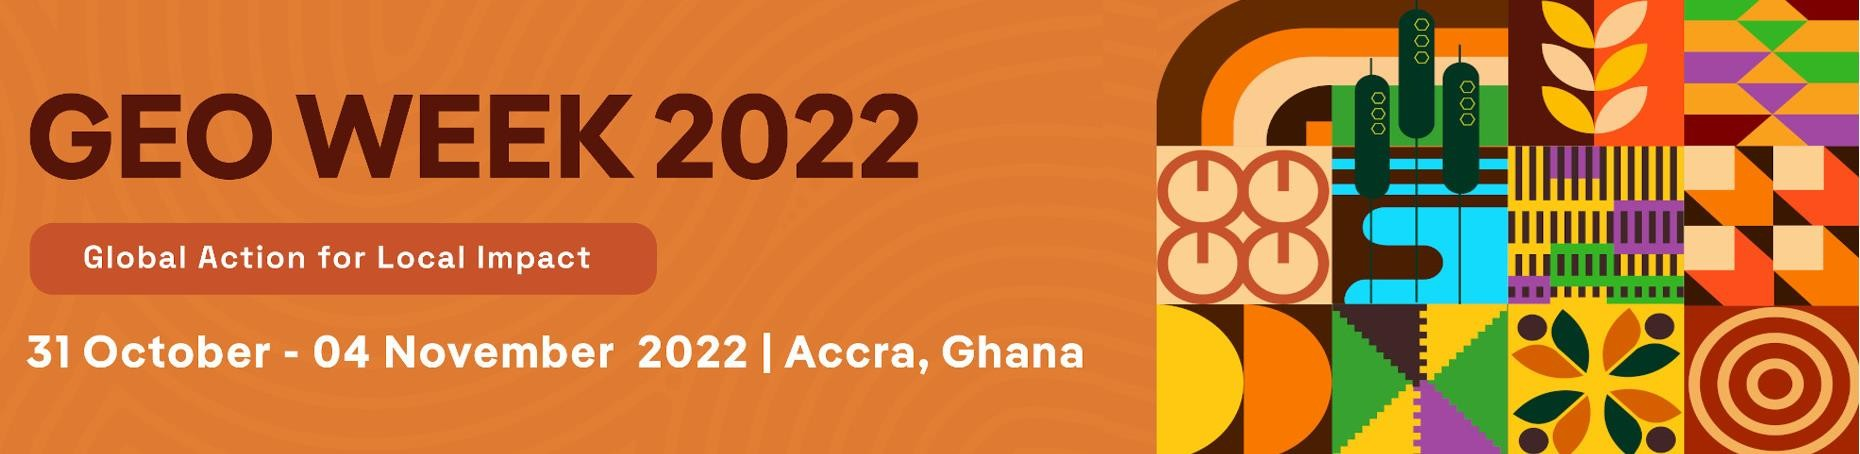 GEO WEEK 2022
Global Action for Local Impact
31 October - 04 November 2022 | Accra, Ghana